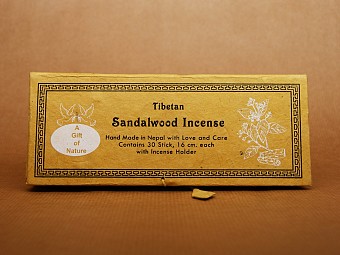 Tibetan
Sandalwood Incense
Hand Made in Nepal with Love and Care
Contains 30 Stick, 16 cm. each
with Incense Holder
A
Gift
of
Nature